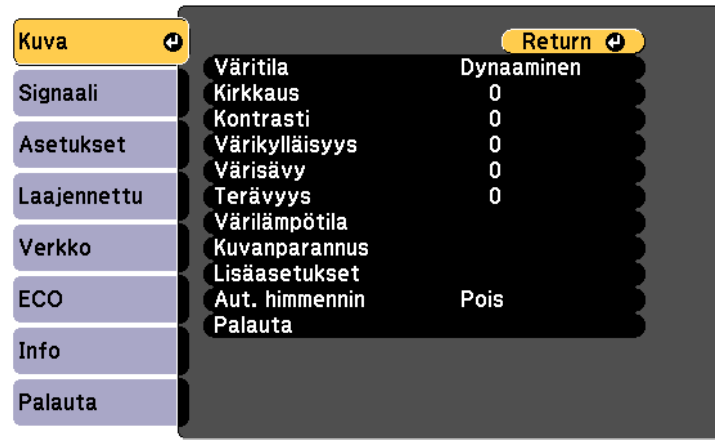 Kuva
Signaali
Asetukset
Laajennettu
Verkko
ECO
Info
Palauta
Return
Väritila Dynaaminen
Kirkkaus 0
Kontrasti 0
Värikylläisyys 0
Värisävy 0
Terävyys 0
Värilämpötila
Kuvanparannus
Lisäasetukset
Aut. himmennin Pois
Palauta